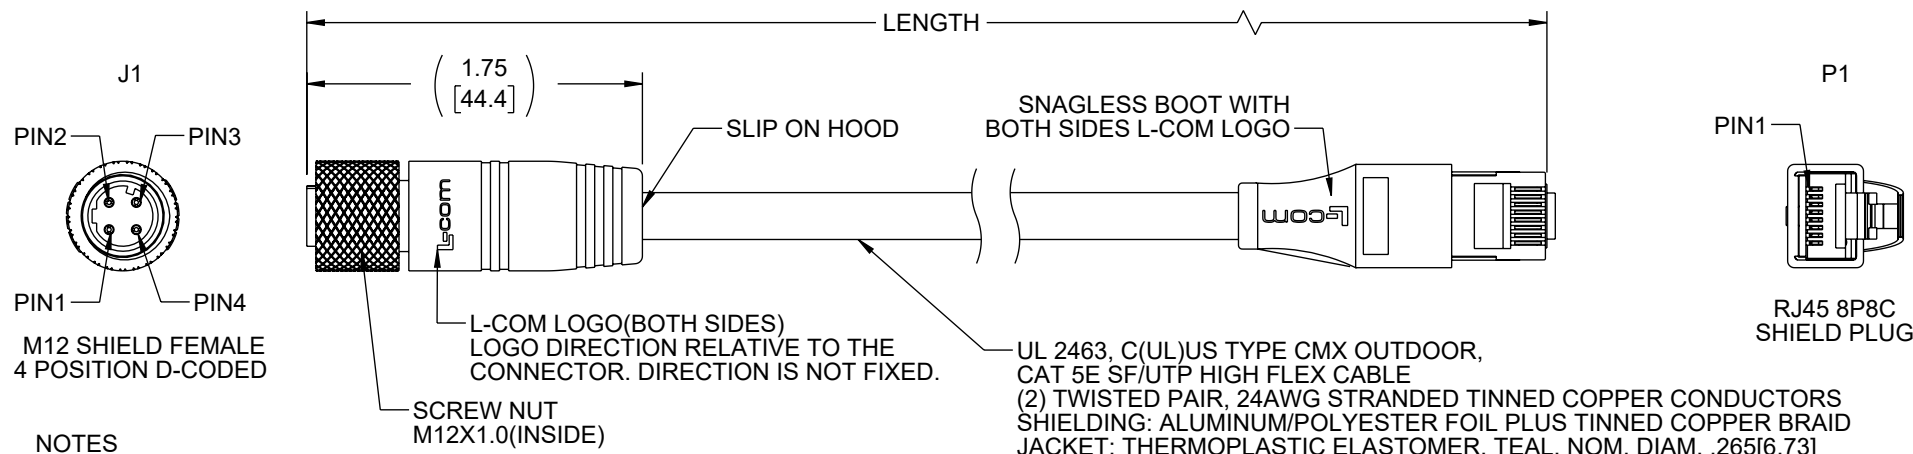 LENGTH
J1
1.75
[44.4]
P1
SNAGLESS BOOT WITH
BOTH SIDES L-COM LOGO
PIN2
PIN3
SLIP ON HOOD
PIN1
L-com
L-com
PIN1
PIN4
M12 SHIELD FEMALE
4 POSITION D-CODED
L-COM LOGO(BOTH SIDES)
LOGO DIRECTION RELATIVE TO THE
CONNECTOR. DIRECTION IS NOT FIXED.
SCREW NUT
M12X1.0(INSIDE)
RJ45 8P8C
SHIELD PLUG
UL 2463, C(UL)US TYPE CMX OUTDOOR,
CAT 5E SF/UTP HIGH FLEX CABLE
(2) TWISTED PAIR, 24AWG STRANDED TINNED COPPER CONDUCTORS
SHIELDING: ALUMINUM/POLYESTER FOIL PLUS TINNED COPPER BRAID
JACKET: THERMOPLASTIC ELASTOMER, TEAL, NOM. DIAM. .265[6.73]
NOTES